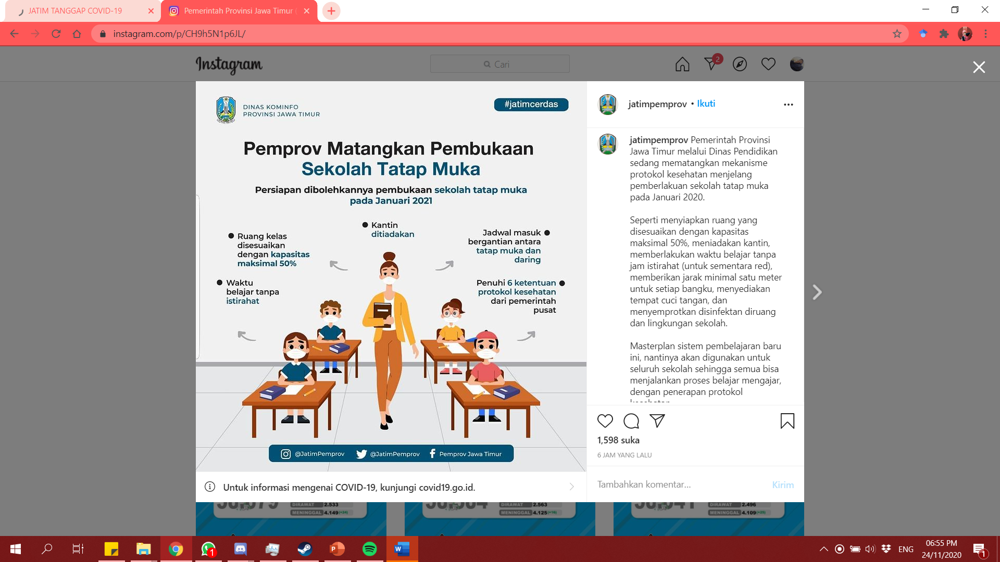 JATIM TANGGAP COVID-19
Pemerintah Provinsi Jawa Timur (
instagram.com/p/CH9h5N1p6JL/
Instagram
Cari
2
DINAS KOMINFO
PROVINSI JAWA TIMUR
#jatimcerdas
Pemprov Matangkan Pembukaan
Sekolah Tatap Muka
Persiapan dibolehkannya pembukaan sekolah tatap muka
pada Januari 2021
Kantin
ditiadakan
Ruang kelas
disesuaikan
dengan kapasitas
maksimal 50%
Jadwal masuk
bergantian antara
tatap muka dan
daring
Waktu
belajar tanpa
istirahat
Penuhi 6 ketentuan
protokol kesehatan
dari pemerintah
pusat
@JatimPemprov
@JatimPemprov
Pemprov Jawa Timur
Untuk informasi mengenai COVID-19, kunjungi covid19.go.id.
jatimpemprov • Ikuti
jatimpemprov Pemerintah Provinsi
Jawa Timur melalui Dinas Pendidikan
sedang mematangkan mekanisme
protokol kesehatan menjelang
pemberlakuan sekolah tatap muka
pada Januari 2020.
Seperti menyiapkan ruang yang
disesuaikan dengan kapasitas
maksimal 50%, meniadakan kantin,
memberlakukan waktu belajar tanpa
jam istirahat (untuk sementara red),
memberikan jarak minimal satu meter
untuk setiap bangku, menyediakan
tempat cuci tangan, dan
menyemprotkan disinfektan diruang
dan lingkungan sekolah.
Masterplan sistem pembelajaran baru
ini, nantinya akan digunakan untuk
seluruh sekolah sehingga semua bisa
menjalankan proses belajar mengajar,
dengan penerapan protokol
1,598 suka
6 JAM YANG LALU
Tambahkan komentar...
Kirim
DIRAWAT 2.533
MENINGGAL 4.149 (+24)
DIRAWAT 2.563
MENINGGAL 4.125 (+16)
DIRAWAT 2.496
MENINGGAL 4.109 (+25)
1
ENG
06:55 PM
24/11/2020
1